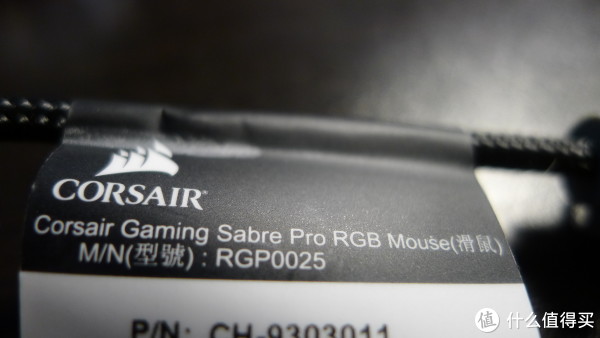 CORSAIR
Corsair Gaming Sabre Pro RGB Mouse(滑鼠)
M/N(型號) : RGP0025
P/N: CH-9303011
值 什么值得买